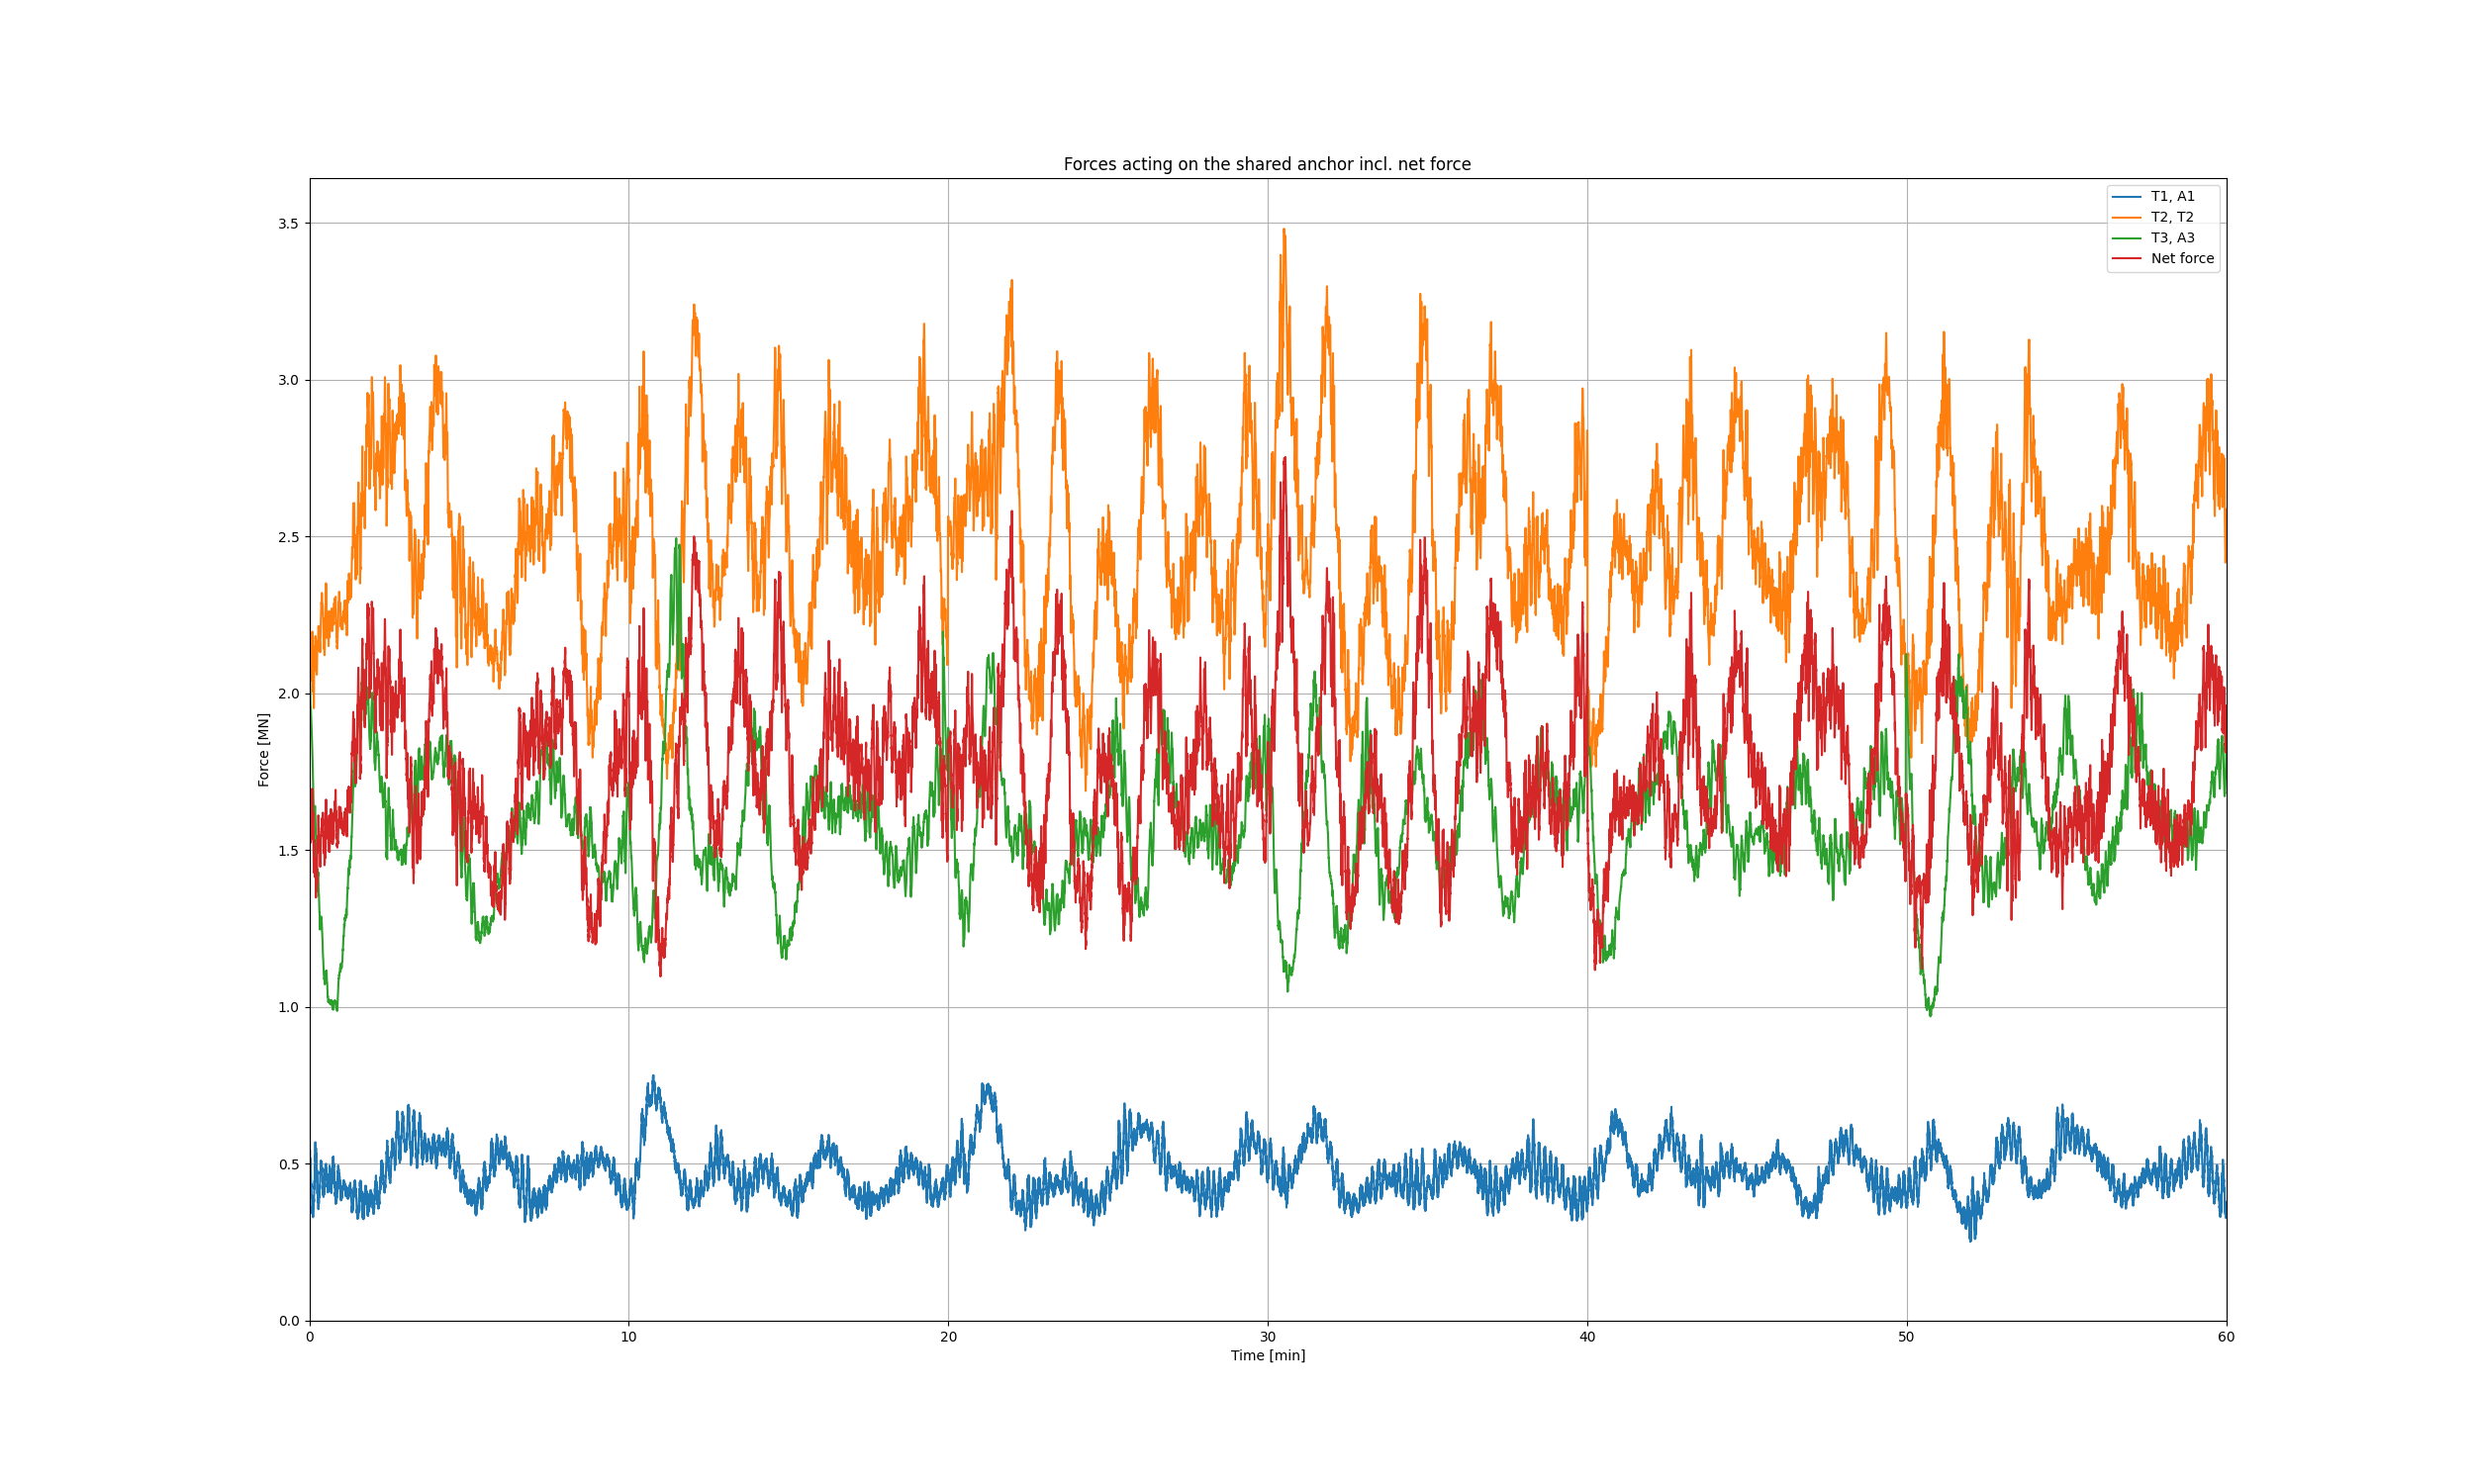 Forces acting on the shared anchor incl. net force
T1, A1
T2, T2
T3, A3
Net force
Force [MN]
3.5
3.0
2.5
2.0
1.5
1.0
0.5
0.0
0 10 20 30 40 50 60
Time [min]